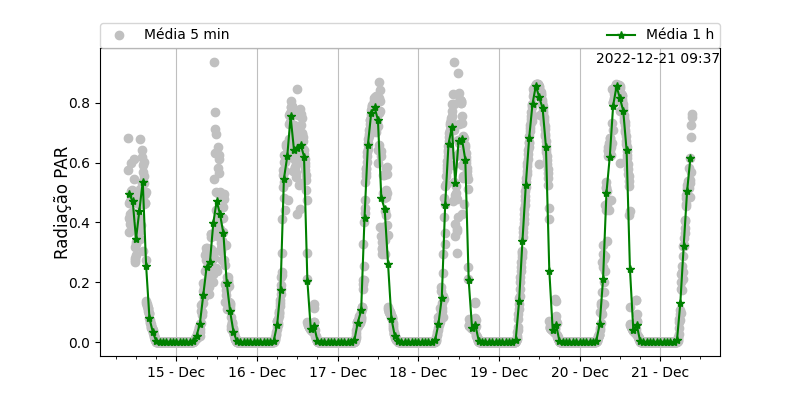 Média 5 min
Média 1 h
2022-12-21 09:37
Radiação PAR
0.8
0.6
0.4
0.2
0.0
15 - Dec
16 - Dec
17 - Dec
18 - Dec
19 - Dec
20 - Dec
21 - Dec